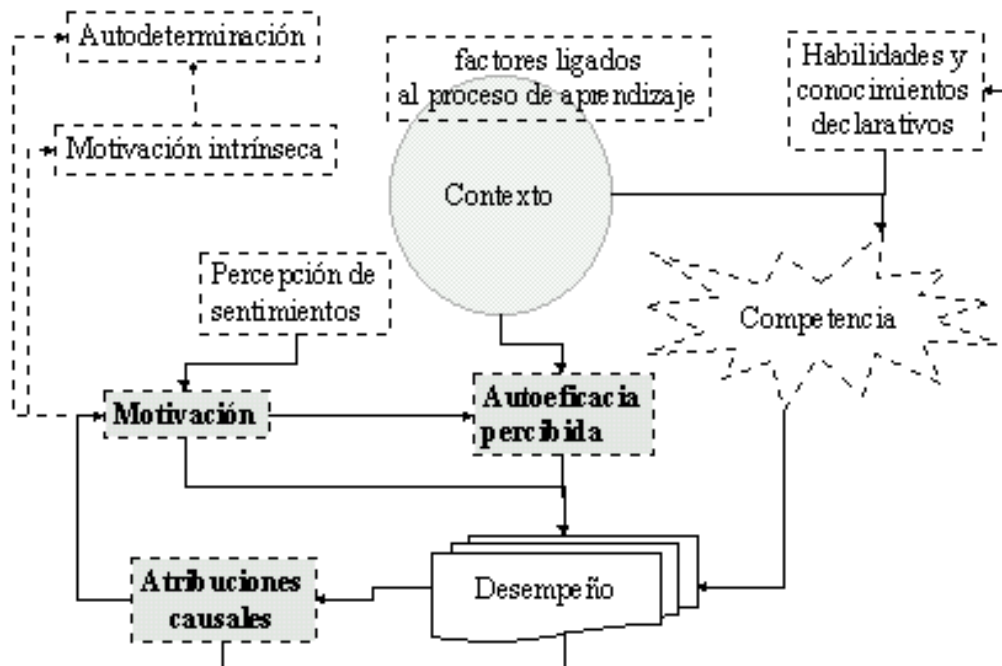 Autodeterminación
factores ligados
al proceso de aprendizaje
Habilidades y
conocimientos
declarativos
Motivación intrínseca
Contexto
Percepción de
sentimientos
Competencia
Motivación
Autoeficacia
percibida
Atribuciones
causales
Desempeño